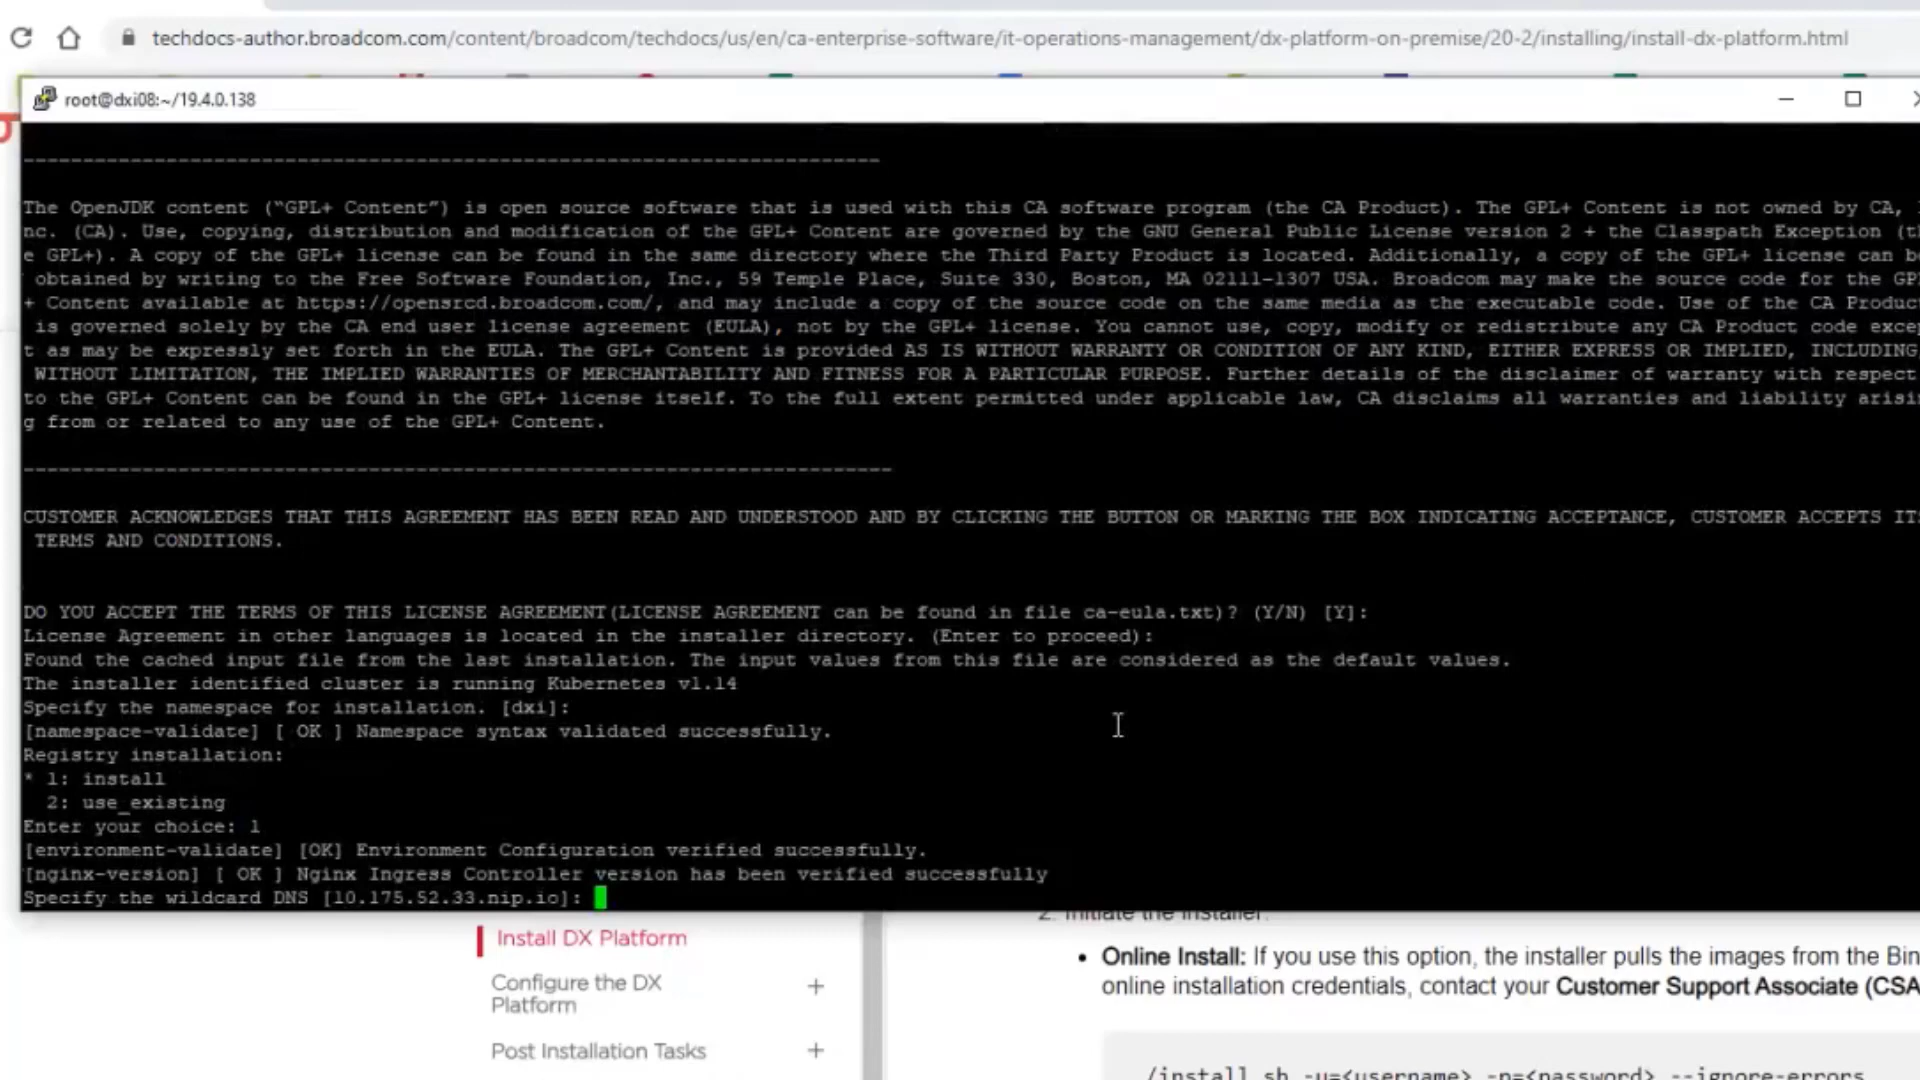 techdocs-author.broadcom.com/content/broadcom/techdocs/us/en/ca-enterprise-software/it-operations-management/dx-platform-on-premise/20-2/installing/install-dx-platform.html
root@dxi08:~/19.4.0.138
------------------------------------------------------------------------
The OpenJDK content (“GPL+ Content”) is open source software that is used with this CA software program (the CA Product). The GPL+ Content is not owned by CA,
nc. (CA). Use, copying, distribution and modification of the GPL+ Content are governed by the GNU General Public License version 2 + the Classpath Exception (th
e GPL+). A copy of the GPL+ license can be found in the same directory where the Third Party Product is located. Additionally, a copy of the GPL+ license can be
obtained by writing to the Free Software Foundation, Inc., 59 Temple Place, Suite 330, Boston, MA 02111-1307 USA. Broadcom may make the source code for the GPL
+ Content available at https://opensrcd.broadcom.com/, and may include a copy of the source code on the same media as the executable code. Use of the CA Product
is governed solely by the CA end user license agreement (EULA), not by the GPL+ license. You cannot use, copy, modify or redistribute any CA Product code excep
t as may be expressly set forth in the EULA. The GPL+ Content is provided AS IS WITHOUT WARRANTY OR CONDITION OF ANY KIND, EITHER EXPRESS OR IMPLIED, INCLUDING
WITHOUT LIMITATION, THE IMPLIED WARRANTIES OF MERCHANTABILITY AND FITNESS FOR A PARTICULAR PURPOSE. Further details of the disclaimer of warranty with respect
to the GPL+ Content can be found in the GPL+ license itself. To the full extent permitted under applicable law, CA disclaims all warranties and liability arisin
g from or related to any use of the GPL+ Content.
-------------------------------------------------------------------------
CUSTOMER ACKNOWLEDGES THAT THIS AGREEMENT HAS BEEN READ AND UNDERSTOOD AND BY CLICKING THE BUTTON OR MARKING THE BOX INDICATING ACCEPTANCE, CUSTOMER ACCEPTS ITS
TERMS AND CONDITIONS.
DO YOU ACCEPT THE TERMS OF THIS LICENSE AGREEMENT(LICENSE AGREEMENT can be found in file ca-eula.txt)? (Y/N) [Y]:
License Agreement in other languages is located in the installer directory. (Enter to proceed):
Found the cached input file from the last installation. The input values from this file are considered as the default values.
The installer identified cluster is running Kubernetes v1.14
Specify the namespace for installation. [dxi]:
[namespace-validate] [ OK ] Namespace syntax validated successfully.
Registry installation:
* 1: install
2: use_existing
Enter your choice: 1
[environment-validate] [OK] Environment Configuration verified successfully.
[nginx-version] [ OK ] Nginx Ingress Controller version has been verified successfully
Specify the wildcard DNS [10.175.52.33.nip.io]:
2. Initiate the installer:
Install DX Platform
Configure the DX
Platform
+
Post Installation Tasks
+
• Online Install: If you use this option, the installer pulls the images from the Bin
online installation credentials, contact your Customer Support Associate (CSA
/install.sh -u=<username> -p=<password> --ignore-errors